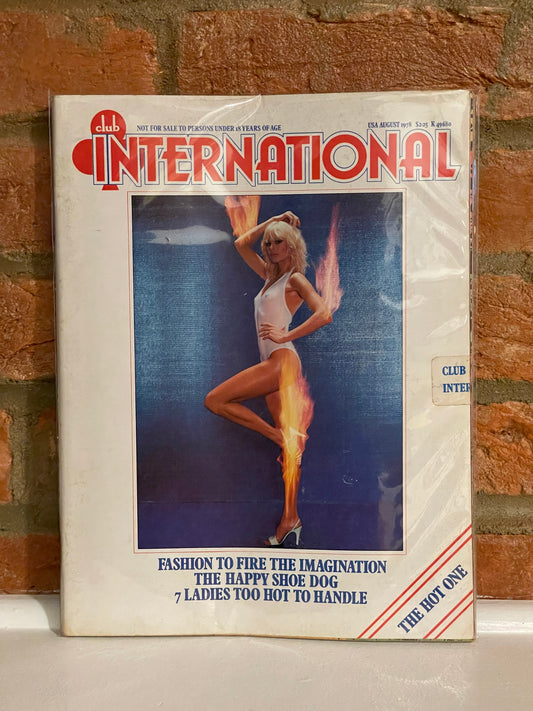 club
NOT FOR SALE TO PERSONS UNDER 18 YEARS OF AGE
USA AUGUST 1978 $2.25 K 49680
INTERNATIONAL
CLUB
INTER
FASHION TO FIRE THE IMAGINATION
THE HAPPY SHOE DOG
7 LADIES TOO HOT TO HANDLE
THE HOT ONE